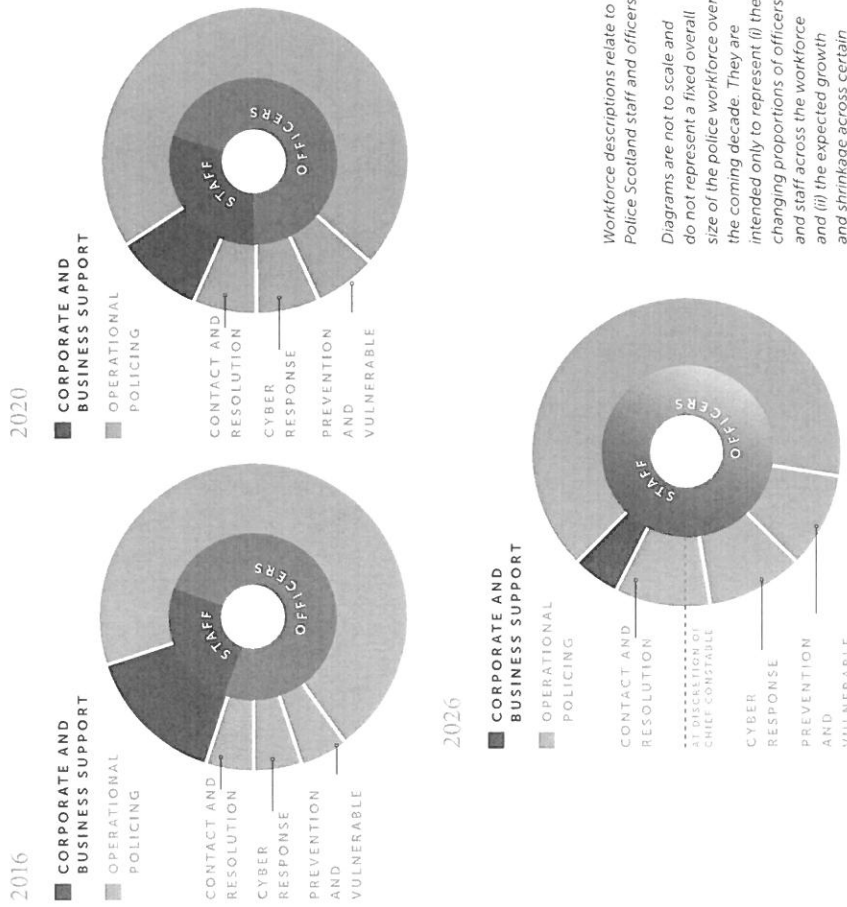 2016
CORPORATE AND
BUSINESS SUPPORT
OPERATIONAL
POLICING
CONTACT AND
RESOLUTION
CYBER
RESPONSE
PREVENTION
AND
VULNERABLE
STAFF
OFFICERS
2020
CORPORATE AND
BUSINESS SUPPORT
OPERATIONAL
POLICING
CONTACT AND
RESOLUTION
CYBER
RESPONSE
PREVENTION
AND
VULNERABLE
STAFF
OFFICERS
2026
CORPORATE AND
BUSINESS SUPPORT
OPERATIONAL
POLICING
CONTACT AND
RESOLUTION
AT DISCRETION OF
CHIEF CONSTABLE
CYBER
RESPONSE
PREVENTION
AND
VULNERABLE
STAFF
OFFICERS
Workforce descriptions relate to
Police Scotland staff and officers
Diagrams are not to scale and
do not represent a fixed overall
size of the police workforce over
the coming decade. They are
intended only to represent (i) the
changing proportions of officers
and staff across the workforce
and (ii) the expected growth
and shrinkage across certain